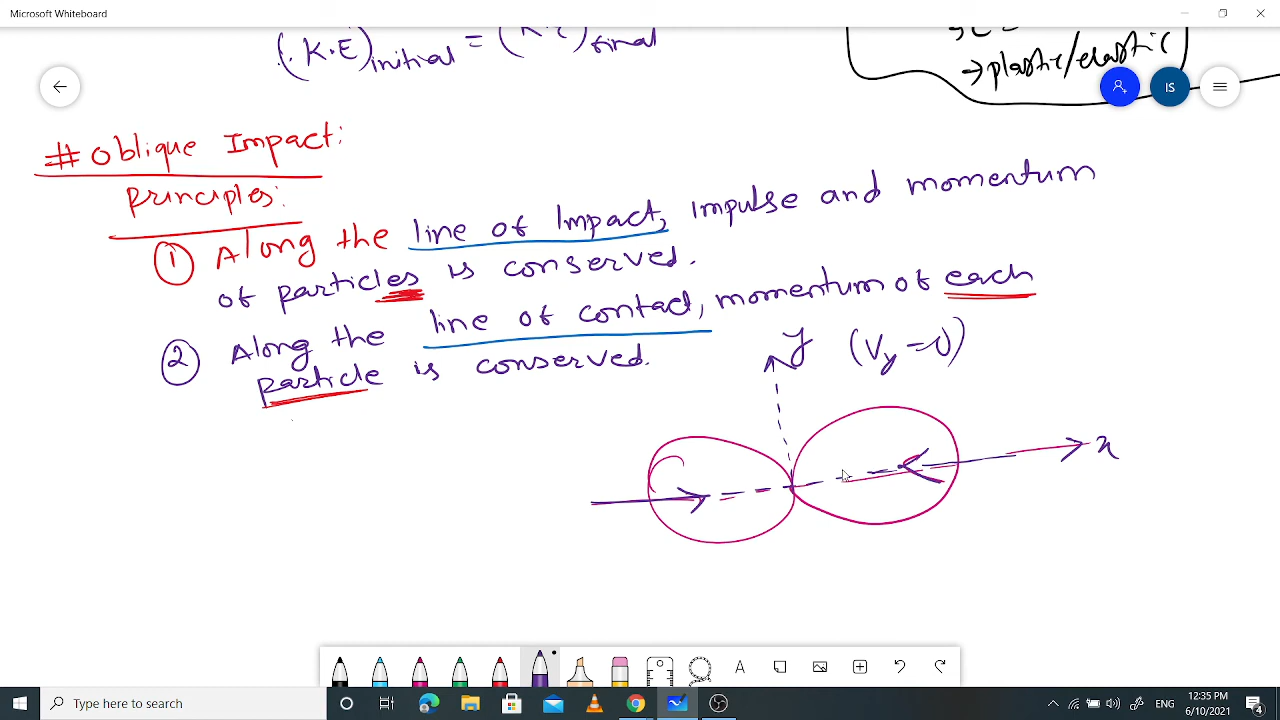 Microsoft Whiteboard
(K.E)initial = (K.E)final
→ plastic/elastic
IS
# Oblique Impact:
Principles:
① Along the line of Impact, impulse and momentum
of particles is conserved.
② Along the line of contact, momentum of each
particle is conserved.
y (Vy=0)
x
A
Type here to search
ENG
12:35 PM
6/10/2021
4